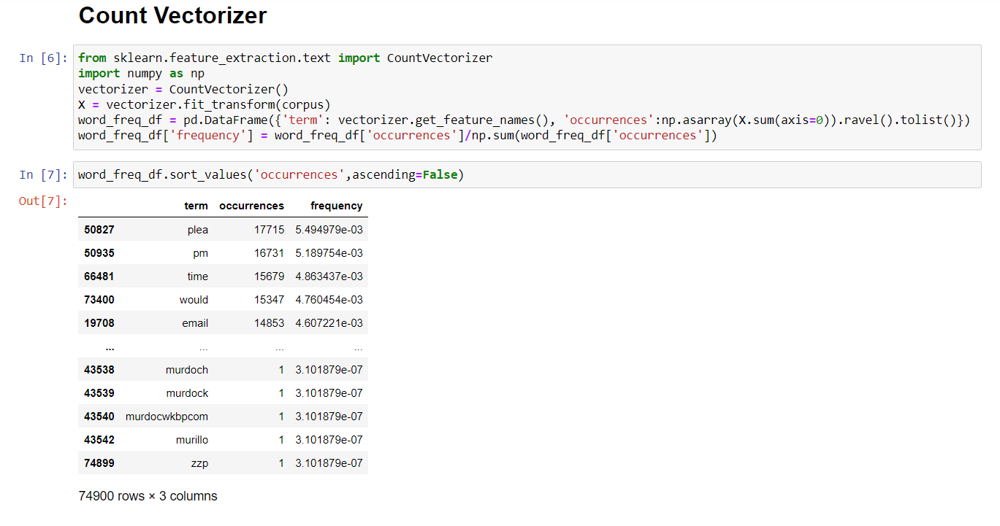 Count Vectorizer
In [6]: from sklearn.feature_extraction.text import CountVectorizer
import numpy as np
vectorizer = CountVectorizer()
X = vectorizer.fit_transform(corpus)
word_freq_df = pd.DataFrame({'term': vectorizer.get_feature_names(), 'occurrences':np.asarray(X.sum(axis=0)).ravel().tolist()})
word_freq_df['frequency'] = word_freq_df['occurrences']/np.sum(word_freq_df['occurrences'])
In [7]: word_freq_df.sort_values('occurrences',ascending=False)
Out[7]:
term occurrences frequency
50827 plea 17715 5.494979e-03
50935 pm 16731 5.189754e-03
66481 time 15679 4.863437e-03
73400 would 15347 4.760454e-03
19708 email 14853 4.607221e-03
... ... ... ...
43538 murdoch 1 3.101879e-07
43539 murdock 1 3.101879e-07
43540 murdocwkbpcom 1 3.101879e-07
43542 murillo 1 3.101879e-07
74899 zzp 1 3.101879e-07
74900 rows × 3 columns